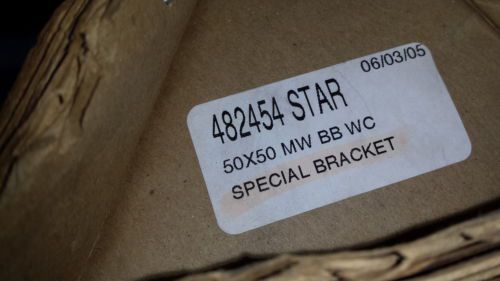 06/03/05
482454 STAR
50X50 MW BB WC
SPECIAL BRACKET